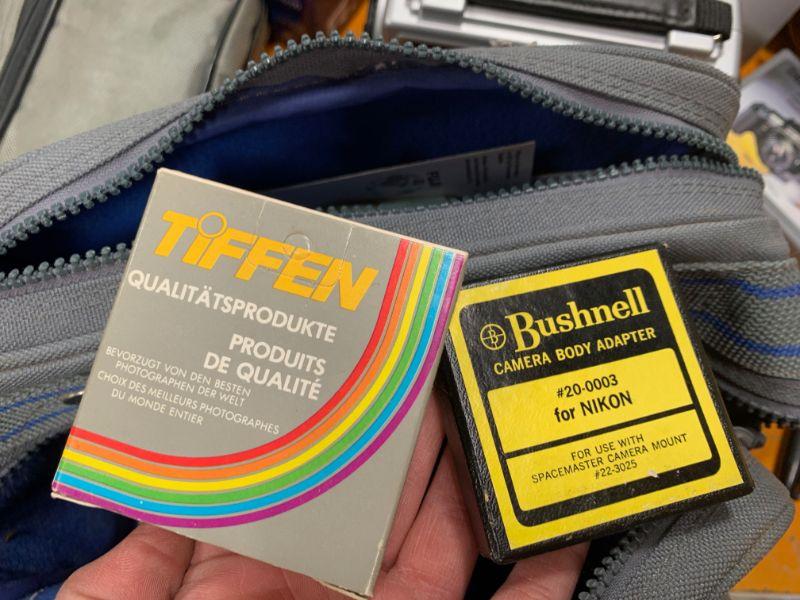 TIFFEN
QUALITÄTSPRODUKTE
PRODUITS
DE QUALITÉ
BEVORZUGT VON DEN BESTEN
PHOTOGRAPHEN DER WELT
CHOIX DES MEILLEURS PHOTOGRAPHES
DU MONDE ENTIER
B
Bushnell
CAMERA BODY ADAPTER
#20-0003
for NIKON
FOR USE WITH
SPACEMASTER CAMERA MOUNT
#22-3025